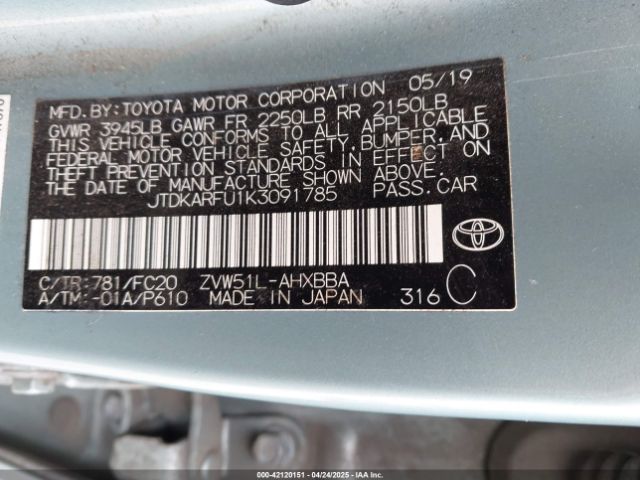 MFD. BY: TOYOTA MOTOR CORPORATION 05/19
GVWR 3945LB GAWR FR 2250LB RR 2150LB
THIS VEHICLE CONFORMS TO ALL APPLICABLE
FEDERAL MOTOR VEHICLE SAFETY, BUMPER, AND
THEFT PREVENTION STANDARDS IN EFFECT ON
THE DATE OF MANUFACTURE SHOWN ABOVE.
JTDKARFU1K3091785 PASS. CAR
C/TR: 781/FC20 ZVW51L-AHXBBA
A/TM: -01A/P610 MADE IN JAPAN 316 C
000-42120151 - 04/24/2025 - IAAI, INC.